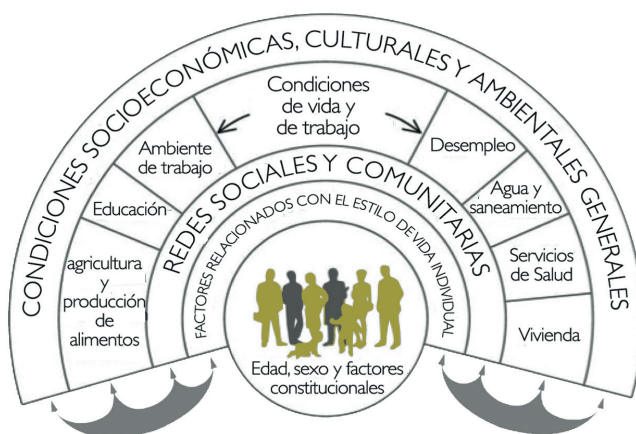 CONDICIONES SOCIOECONÓMICAS, CULTURALES Y AMBIENTALES GENERALES
Condiciones
de vida y
de trabajo
Ambiente
de trabajo
Educación
agricultura
y
producción
de
alimentos
Desempleo
Agua y
saneamiento
Servicios
de Salud
Vivienda
REDES SOCIALES Y COMUNITARIAS
FACTORES RELACIONADOS CON EL ESTILO DE VIDA INDIVIDUAL
Edad, sexo y factores
constitucionales